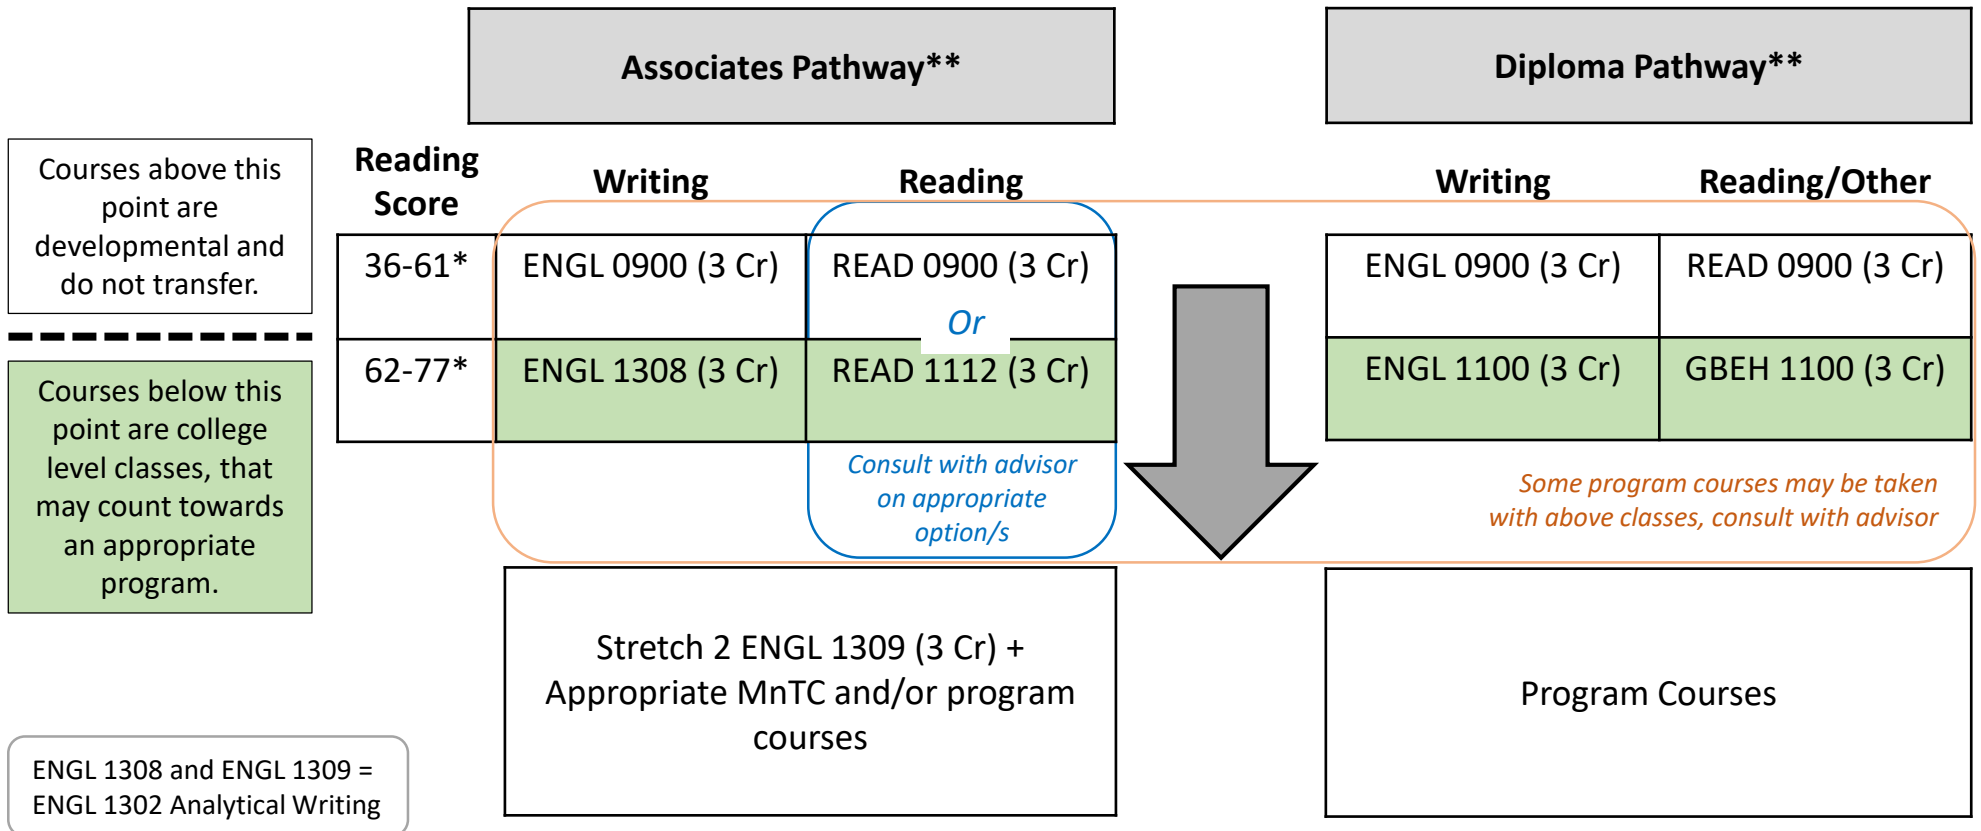 Associates Pathway**
Diploma Pathway**
Courses above this
point are
developmental and
do not transfer.
Courses below this
point are college
level classes, that
may count towards
an appropriate
program.
Reading
Score
Writing
Reading
Writing
Reading/Other
36-61*
ENGL 0900 (3 Cr)
READ 0900 (3 Cr)
ENGL 0900 (3 Cr)
READ 0900 (3 Cr)
Or
62-77*
ENGL 1308 (3 Cr)
READ 1112 (3 Cr)
ENGL 1100 (3 Cr)
GBEH 1100 (3 Cr)
Consult with advisor
on appropriate
option/s
Some program courses may be taken
with above classes, consult with advisor
Stretch 2 ENGL 1309 (3 Cr) +
Appropriate MnTC and/or program
courses
Program Courses
ENGL 1308 and ENGL 1309 =
ENGL 1302 Analytical Writing